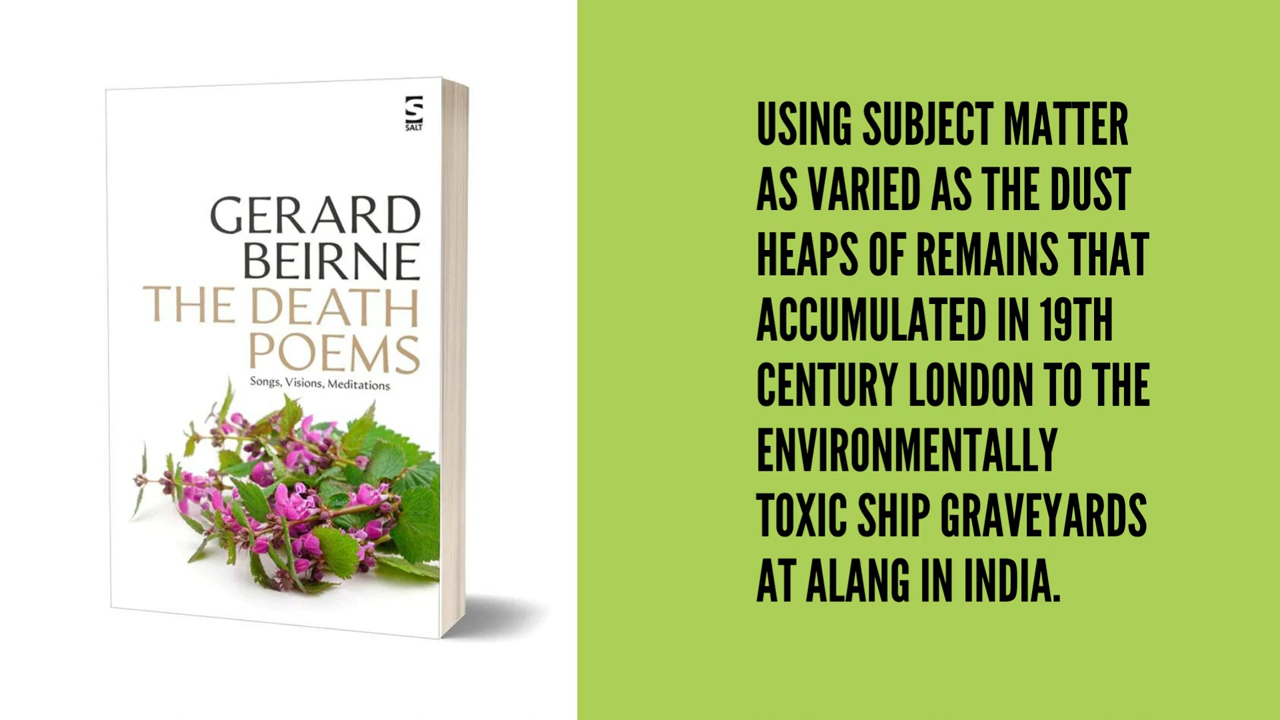 S
SALT
GERARD
BEIRNE
THE DEATH
POEMS
Songs, Visions, Meditations
USING SUBJECT MATTER
AS VARIED AS THE DUST
HEAPS OF REMAINS THAT
ACCUMULATED IN 19TH
CENTURY LONDON TO THE
ENVIRONMENTALLY
TOXIC SHIP GRAVEYARDS
AT ALANG IN INDIA.